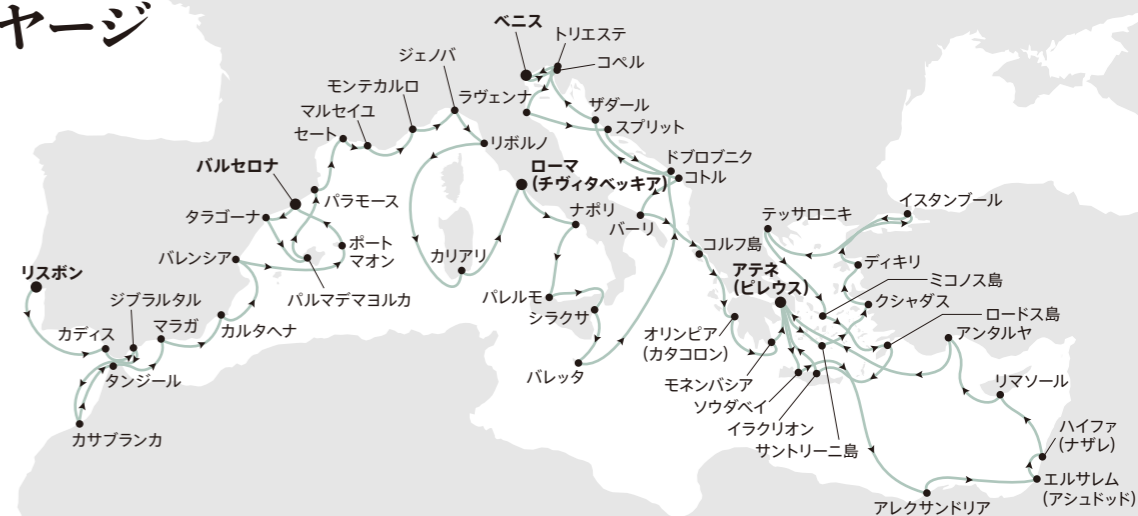 ヤージ
ベニス
トリエステ
コペル
ジェノバ
モンテカルロ
ラヴェンナ
マルセイユ
ザダール
セート
スプリット
リボルノ
バルセロナ
ローマ
(チヴィタベッキア)
ドブロブニク
コトル
パラモース
タラゴーナ
ナポリ
バーリ
テッサロニキ
イスタンブール
バレンシア
ポート
マオン
カリアリ
コルフ島
ディキリ
リスボン
アテネ
(ピレウス)
ミコノス島
ジブラルタル
パルマデマヨルカ
パレルモ
クシャダス
カディス
マラガ
カルタヘナ
シラクサ
ロードス島
オリンピア
(カタコロン)
アンタルヤ
タンジール
バレッタ
モネンバシア
リマソール
ソウダベイ
カサブランカ
イラクリオン
ハイファ
(ナザレ)
サントリーニ島
エルサレム
(アシュドッド)
アレクサンドリア